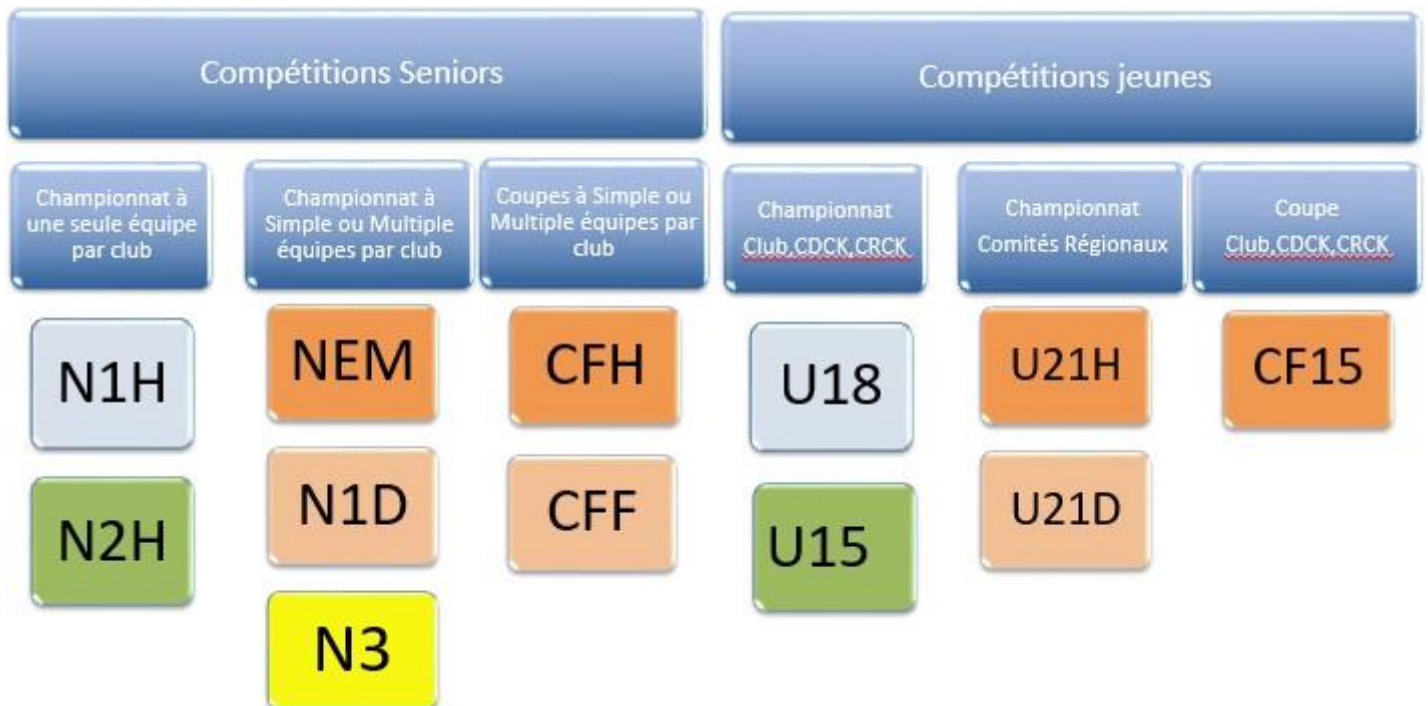 Compétitions Seniors
Compétitions jeunes
Championnat à
une seule équipe
par club
Championnat à
Simple ou Multiple
équipes par club
Coupes à Simple ou
Multiple équipes par
club
Championnat
Club,CDCK,CRCK
Championnat
Comités Régionaux
Coupe
Club,CDCK,CRCK
N1H
N2H
NEM
N1D
N3
CFH
CFF
U18
U15
U21H
U21D
CF15